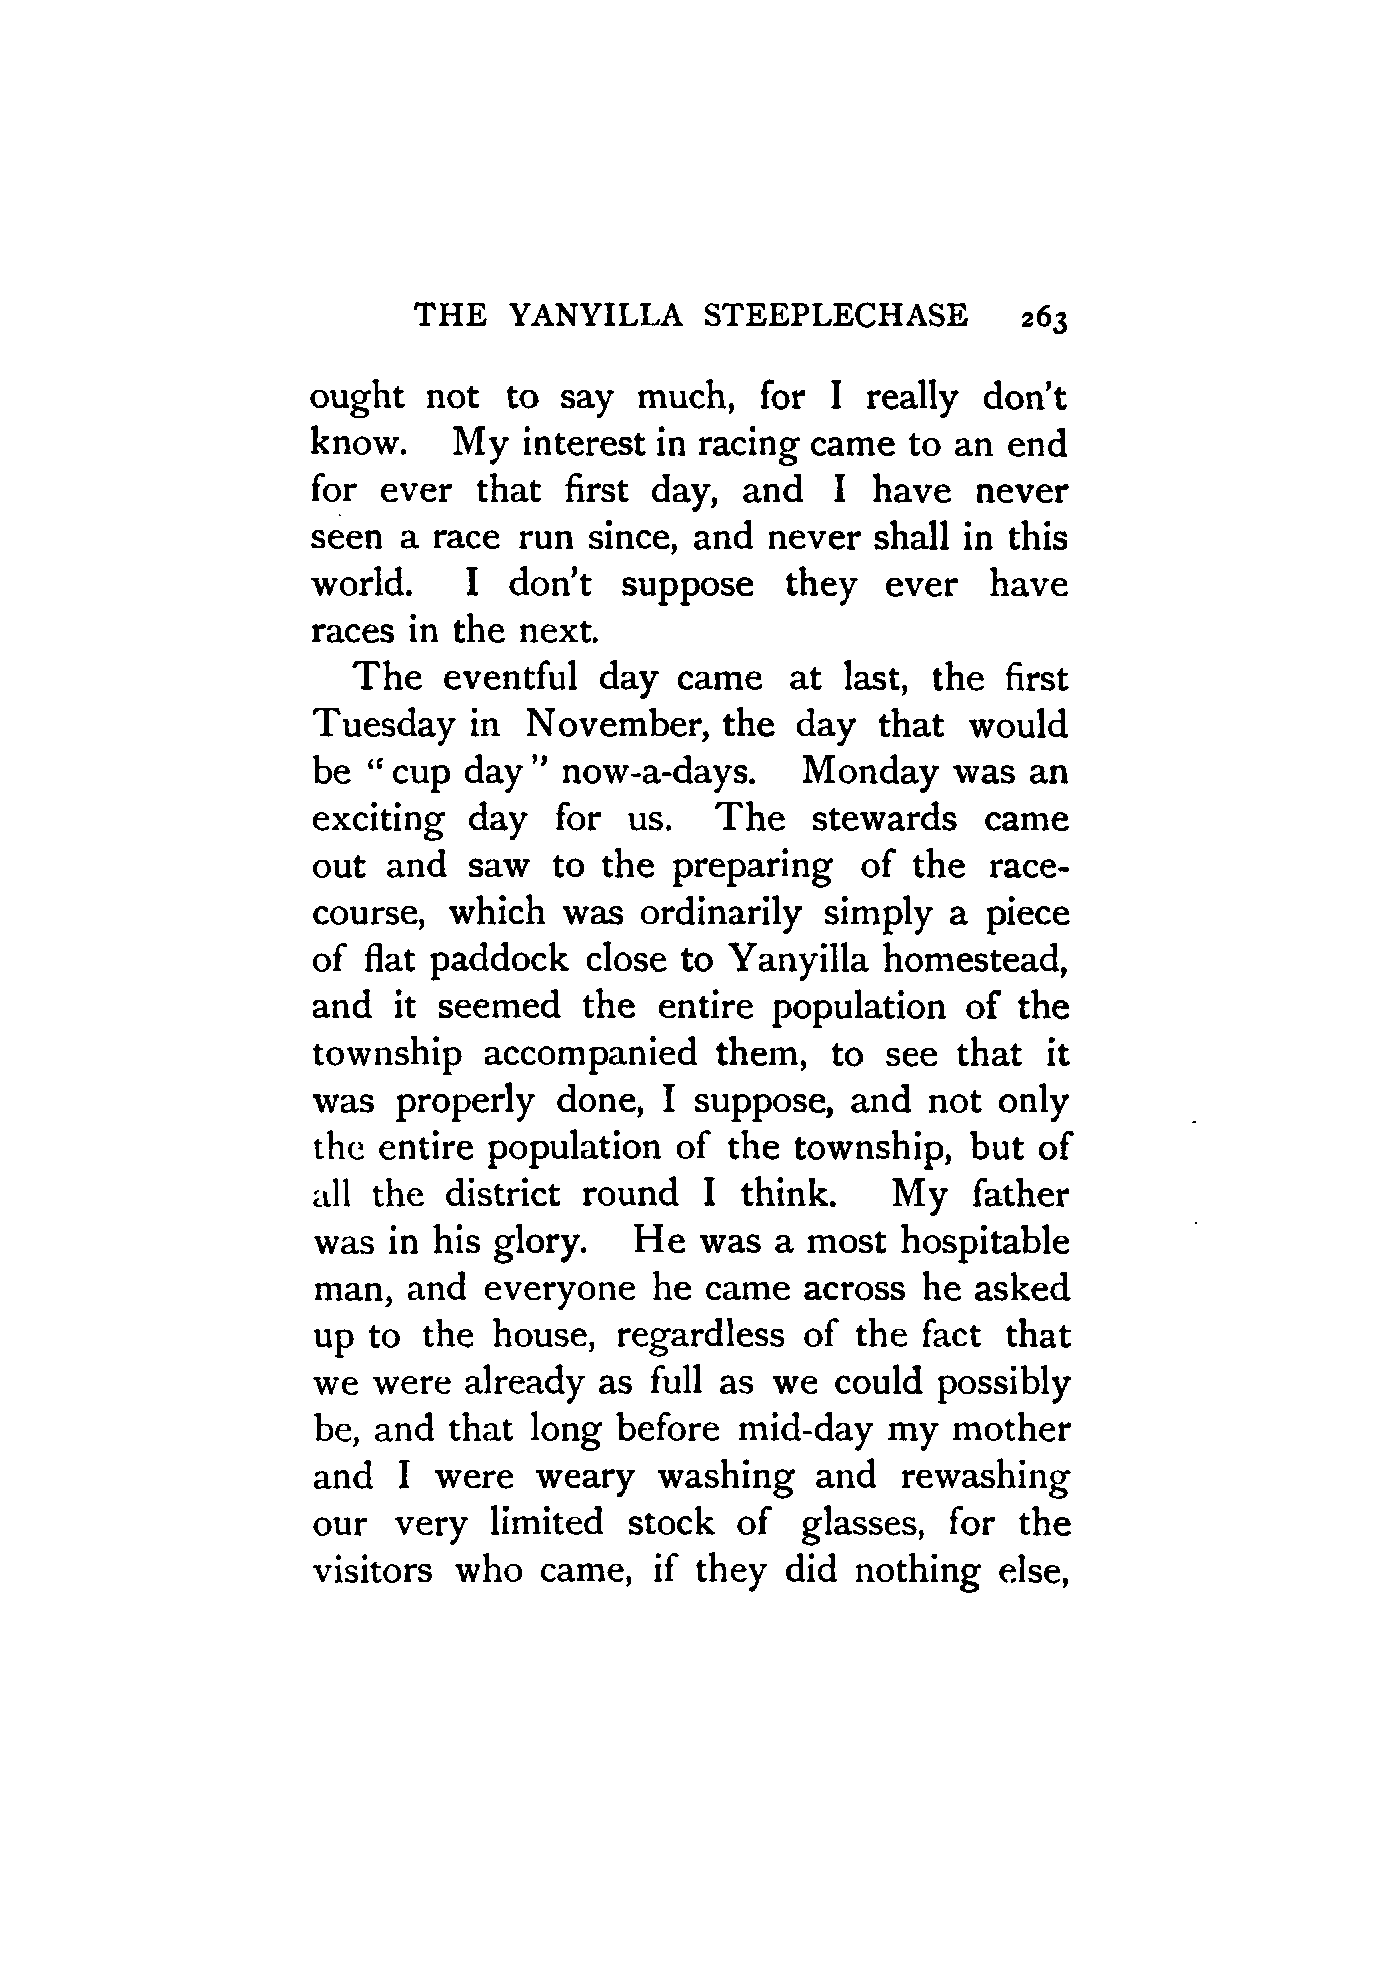 THE YANYILLA STEEPLECHASE 263
ought not to say much, for I really don't
know. My interest in racing came to an end
for ever that first day, and I have never
seen a race run since, and never shall in this
world. I don't suppose they ever have
races in the next.
The eventful day came at last, the first
Tuesday in November, the day that would
be "cup day" now-a-days. Monday was an
exciting day for us. The stewards came
out and saw to the preparing of the race-
course, which was ordinarily simply a piece
of flat paddock close to Yanyilla homestead,
and it seemed the entire population of the
township accompanied them, to see that it
was properly done, I suppose, and not only
the entire population of the township, but of
all the district round I think. My father
was in his glory. He was a most hospitable
man, and everyone he came across he asked
up to the house, regardless of the fact that
we were already as full as we could possibly
be, and that long before mid-day my mother
and I were weary washing and rewashing
our very limited stock of glasses, for the
visitors who came, if they did nothing else,